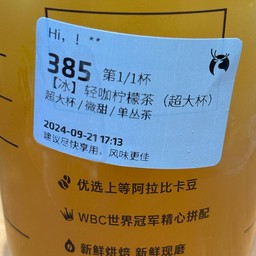 Hi, ! **
385 第1/1杯
【冰】轻咖柠檬茶（超大杯）
超大杯/微甜/单丛茶
2024-09-21 17:13
建议尽快享用，风味更佳
优选上等阿拉比卡豆
WBC世界冠军精心拼配
新鲜烘焙 新鲜现磨